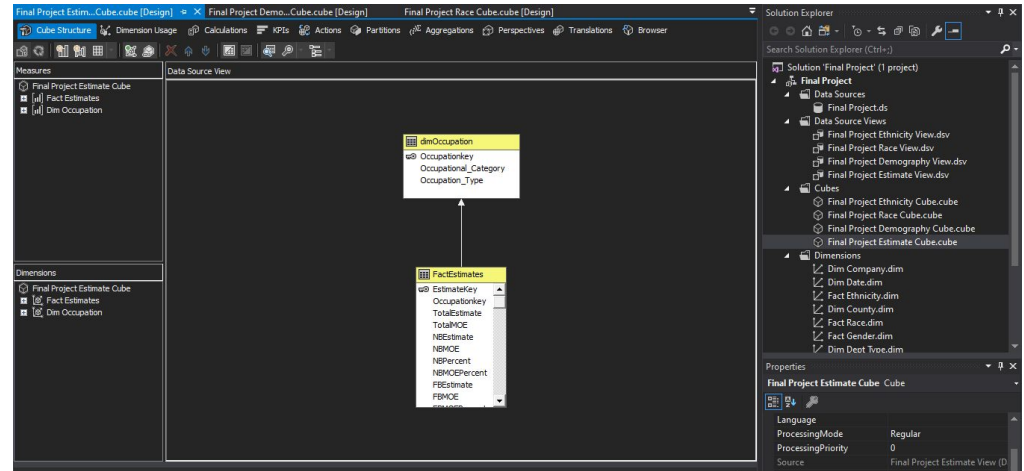 Final Project Estim...Cube.cube [Design]
Final Project Demo...Cube.cube [Design]
Final Project Race Cube.cube [Design]
Cube Structure
Dimension Usage
Calculations
KPIs
Actions
Partitions
Aggregations
Perspectives
Translations
Browser
Measures
Final Project Estimate Cube
Fact Estimates
Dim Occupation
Dimensions
Final Project Estimate Cube
Fact Estimates
Dim Occupation
Data Source View
dimOccupation
Occupationkey
Occupational_Category
Occupation_Type
FactEstimates
EstimateKey
Occupationkey
TotalEstimate
TotalMOE
NBEstimate
NBMOE
NBPercent
NBMOEPercent
FBEstimate
FBMOE
Solution Explorer
Search Solution Explorer (Ctrl+;)
Solution 'Final Project' (1 project)
Final Project
Data Sources
Final Project.ds
Data Source Views
Final Project Ethnicity View.dsv
Final Project Race View.dsv
Final Project Demography View.dsv
Final Project Estimate View.dsv
Cubes
Final Project Ethnicity Cube.cube
Final Project Race Cube.cube
Final Project Demography Cube.cube
Final Project Estimate Cube.cube
Dimensions
Dim Company.dim
Dim Date.dim
Fact Ethnicity.dim
Dim County.dim
Fact Race.dim
Fact Gender.dim
Dim Dept Type.dim
Properties
Final Project Estimate Cube Cube
Language
ProcessingMode Regular
ProcessingPriority 0
Source Final Project Estimate View (D